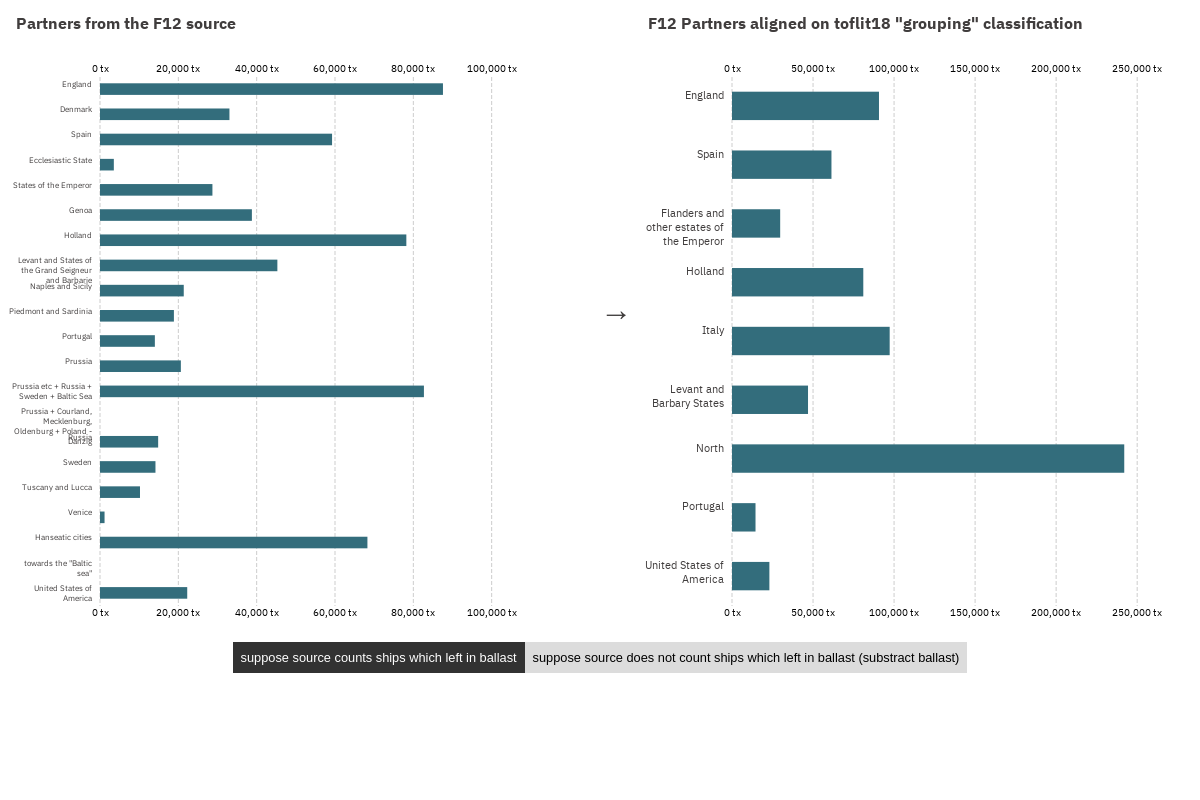 Partners from the F12 source
0 tx 20,000 tx 40,000 tx 60,000 tx 80,000 tx 100,000 tx
England
Denmark
Spain
Ecclesiastic State
States of the Emperor
Genoa
Holland
Levant and States of
the Grand Seigneur
and Barbarie
Naples and Sicily
Piedmont and Sardinia
Portugal
Prussia
Prussia etc + Russia +
Sweden + Baltic Sea
Prussia + Courland,
Mecklenburg,
Oldenburg + Poland -
Danzig
Russia
Sweden
Tuscany and Lucca
Venice
Hanseatic cities
towards the "Baltic
sea"
United States of
America
0 tx 20,000 tx 40,000 tx 60,000 tx 80,000 tx 100,000 tx
→
F12 Partners aligned on toflit18 "grouping" classification
0 tx 50,000 tx 100,000 tx 150,000 tx 200,000 tx 250,000 tx
England
Spain
Flanders and
other estates of
the Emperor
Holland
Italy
Levant and
Barbary States
North
Portugal
United States of
America
0 tx 50,000 tx 100,000 tx 150,000 tx 200,000 tx 250,000 tx
suppose source counts ships which left in ballast
suppose source does not count ships which left in ballast (substract ballast)